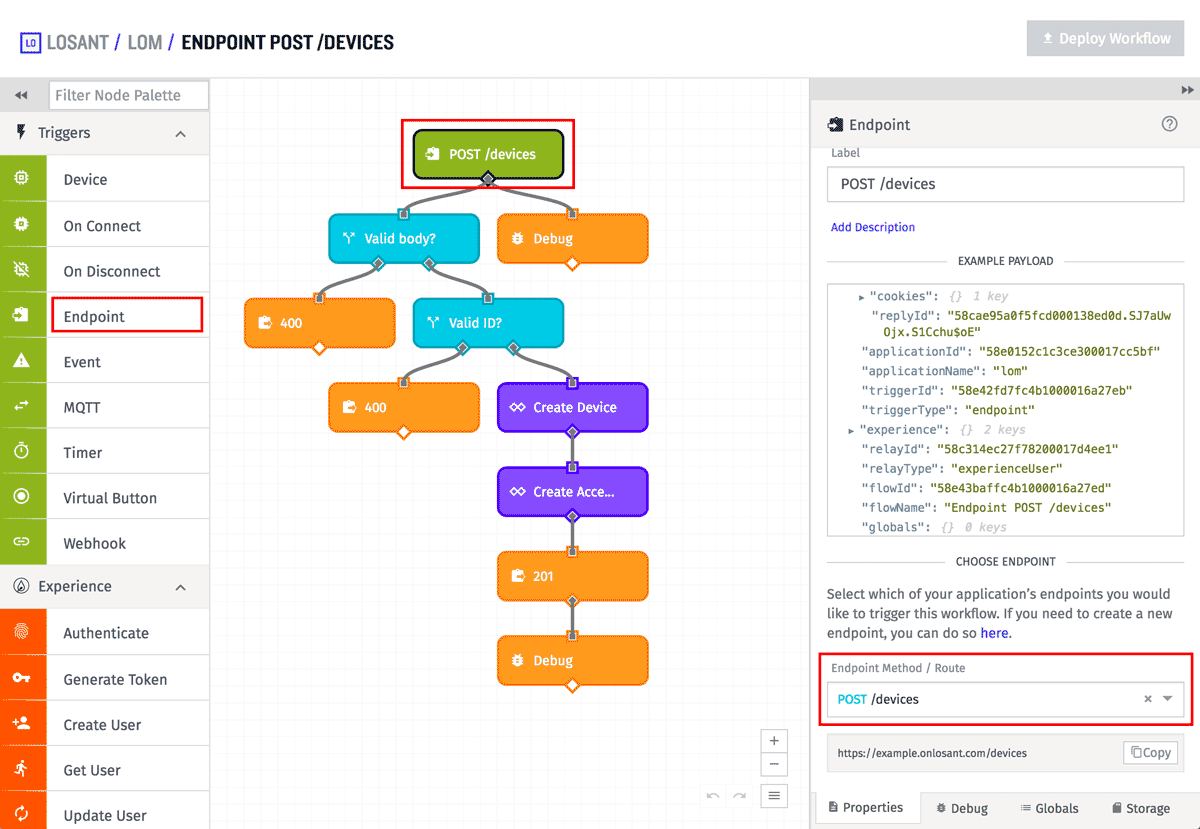 LO LOSANT / LOM / ENDPOINT POST /DEVICES
Deploy Workflow
Filter Node Palette
Triggers
Device
On Connect
On Disconnect
Endpoint
Event
MQTT
Timer
Virtual Button
Webhook
Experience
Authenticate
Generate Token
Create User
Get User
Update User
POST /devices
Valid body?
Debug
400
Valid ID?
400
Create Device
Create Acce...
201
Debug
Endpoint
Label
POST /devices
Add Description
EXAMPLE PAYLOAD
"cookies": {} 1 key
"replyId": "58cae95a0f5fcd000138ed0d.SJ7aUw
Ojx.S1Cchu$oE"
"applicationId": "58e0152c1c3ce300017cc5bf"
"applicationName": "lom"
"triggerId": "58e42fd7fc4b1000016a27eb"
"triggerType": "endpoint"
"experience": {} 2 keys
"relayId": "58c314ec27f78200017d4ee1"
"relayType": "experienceUser"
"flowId": "58e43baffc4b1000016a27ed"
"flowName": "Endpoint POST /devices"
"globals": {} 0 keys
CHOOSE ENDPOINT
Select which of your application's endpoints you would
like to trigger this workflow. If you need to create a new
endpoint, you can do so here.
Endpoint Method / Route
POST /devices
https://example.onlosant.com/devices
Copy
Properties
Debug
Globals
Storage